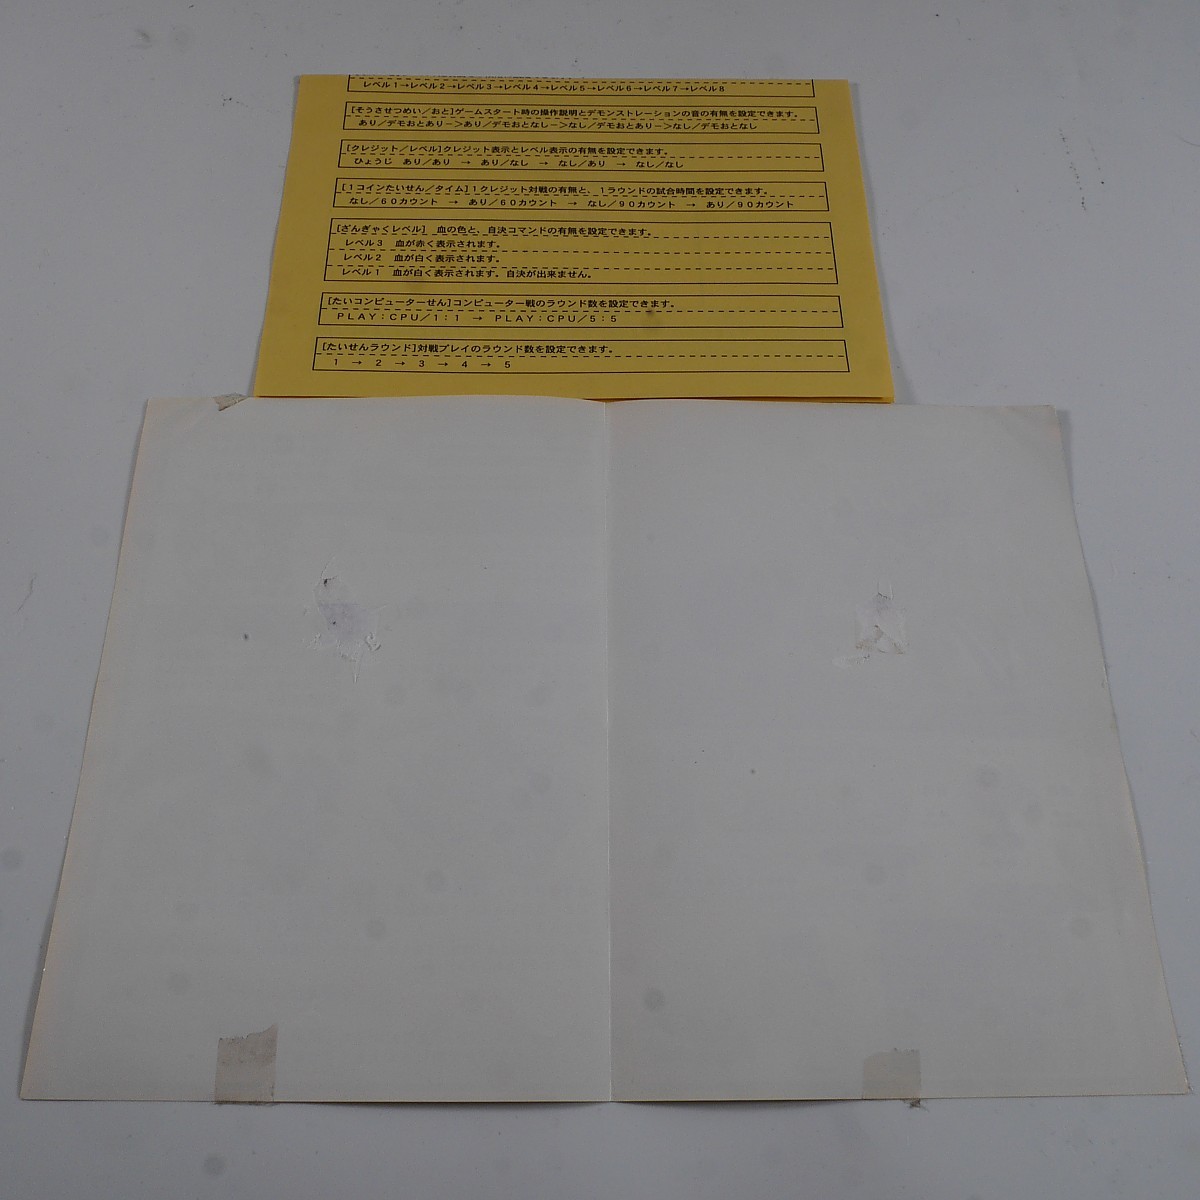 レベル1→レベル2→レベル3→レベル4→レベル5→レベル6→レベル7→レベル8
[そうさせつめい/おと]ゲームスタート時の操作説明とデモンストレーションの音の有無を設定できます。
あり/デモおとあり->あり/デモおとなし->なし/デモおとあり->なし/デモおとなし
[クレジット/レベル]クレジット表示とレベル表示の有無を設定できます。
ひょうじ あり/あり → あり/なし → なし/あり → なし/なし
[1コインたいせん/タイム]1クレジット対戦の有無と、1ラウンドの試合時間を設定できます。
なし/60カウント → あり/60カウント → なし/90カウント → あり/90カウント
[ざんぎゃくレベル] 血の色と、自決コマンドの有無を設定できます。
レベル3 血が赤く表示されます。
レベル2 血が白く表示されます。
レベル1 血が白く表示されます。自決が出来ません。
[たいコンピューターせん]コンピューター戦のラウンド数を設定できます。
PLAY:CPU/1:1 → PLAY:CPU/5:5
[たいせんラウンド]対戦プレイのラウンド数を設定できます。
1 → 2 → 3 → 4 → 5